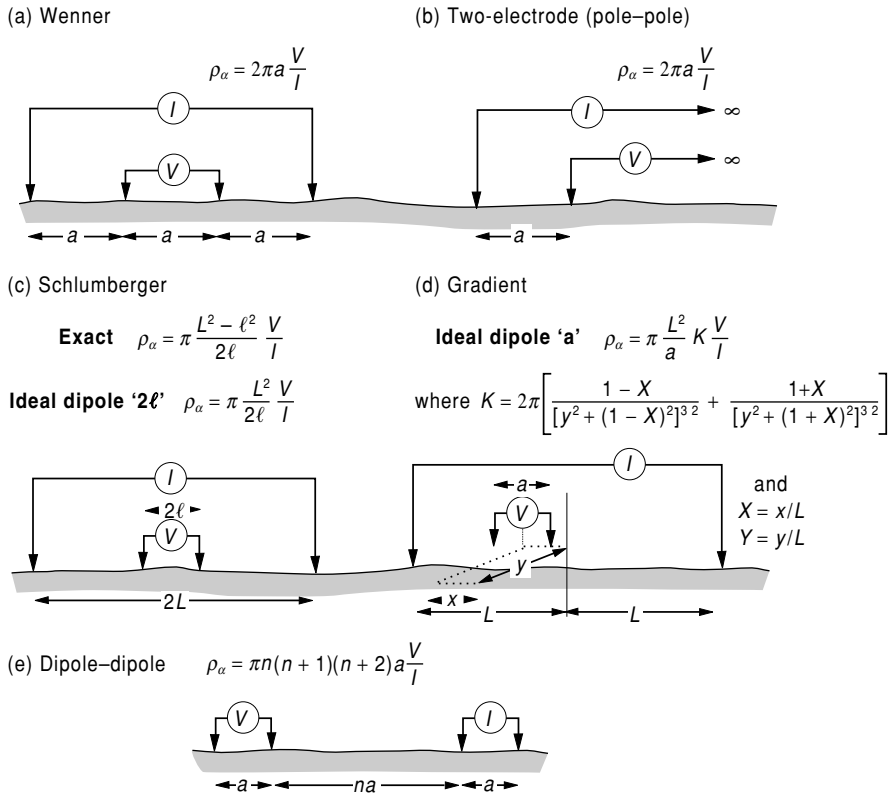 (a) Wenner
ρα = 2πa V/I
I
V
a a a
(b) Two-electrode (pole–pole)
ρα = 2πa V/I
I ∞
V ∞
a
(c) Schlumberger
Exact ρα = π (L² − ℓ²)/(2ℓ) V/I
Ideal dipole ‘2ℓ’ ρα = π L²/(2ℓ) V/I
I
2ℓ
V
2L
(d) Gradient
Ideal dipole ‘a’ ρα = π L²/a K V/I
where K = 2π[(1 − X)/[y² + (1 − X)²]^3 2 + (1+X)/[y² + (1 + X)²]^3 2]
I
a
V
and
X = x/L
Y = y/L
y
x
L L
(e) Dipole–dipole ρα = πn(n + 1)(n + 2)a V/I
V I
a na a